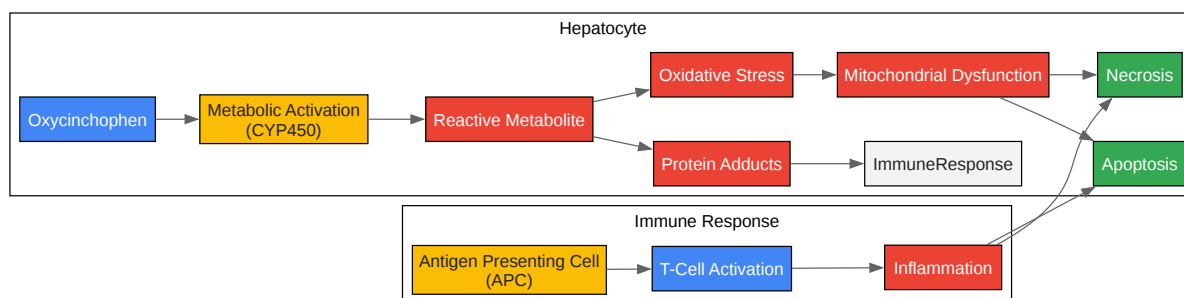 Hepatocyte
Oxidative Stress
Mitochondrial Dysfunction
Necrosis
Oxycinchophen
Metabolic Activation
(CYP450)
Reactive Metabolite
Protein Adducts
ImmuneResponse
Apoptosis
Immune Response
Antigen Presenting Cell
(APC)
T-Cell Activation
Inflammation